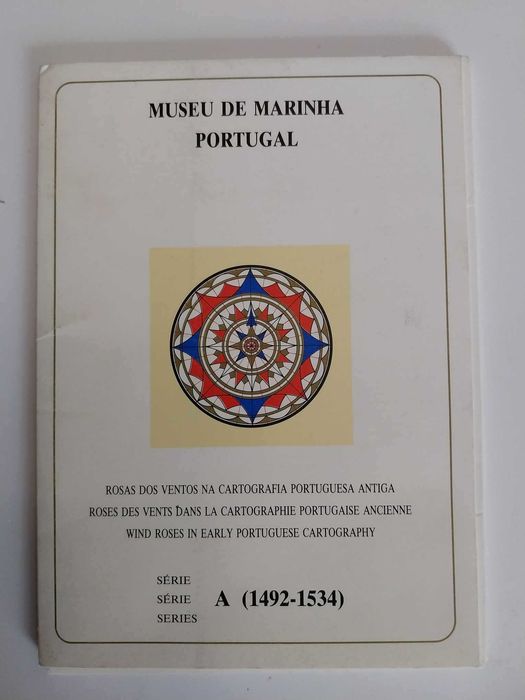 MUSEU DE MARINHA
PORTUGAL
ROSAS DOS VENTOS NA CARTOGRAFIA PORTUGUESA ANTIGA
ROSES DES VENTS DANS LA CARTOGRAPHIE PORTUGAISE ANCIENNE
WIND ROSES IN EARLY PORTUGUESE CARTOGRAPHY
SÉRIE
SÉRIE A (1492-1534)
SERIES